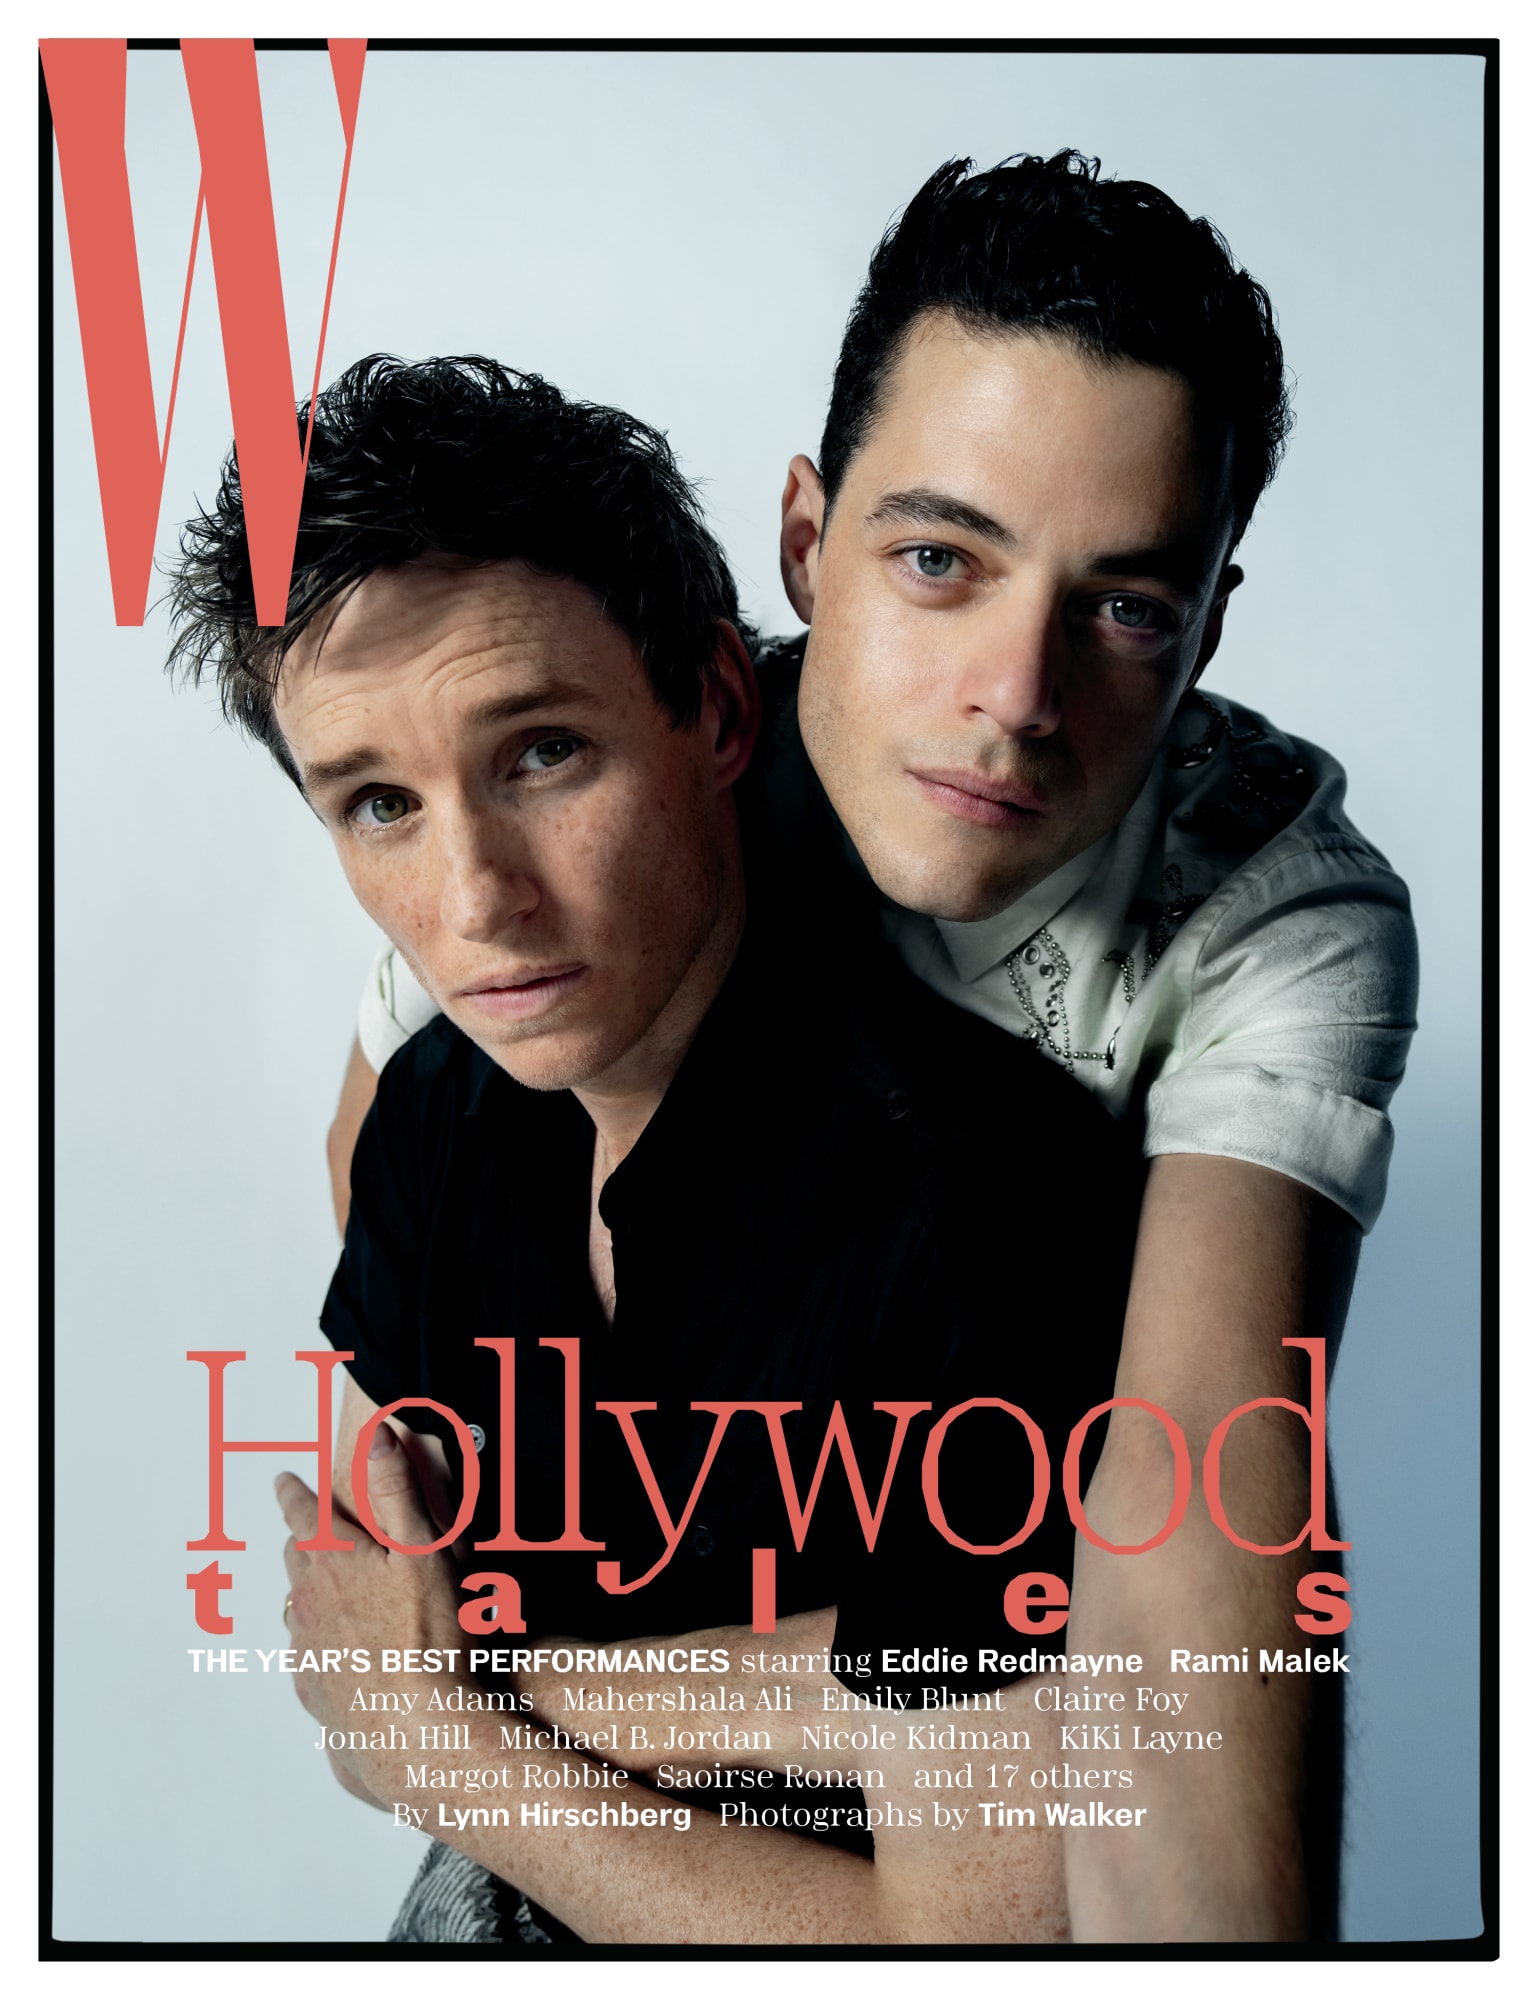 W
Hollywood
tales
THE YEAR'S BEST PERFORMANCES starring Eddie Redmayne Rami Malek
Amy Adams Mahershala Ali Emily Blunt Claire Foy
Jonah Hill Michael B. Jordan Nicole Kidman KiKi Layne
Margot Robbie Saoirse Ronan and 17 others
By Lynn Hirschberg Photographs by Tim Walker